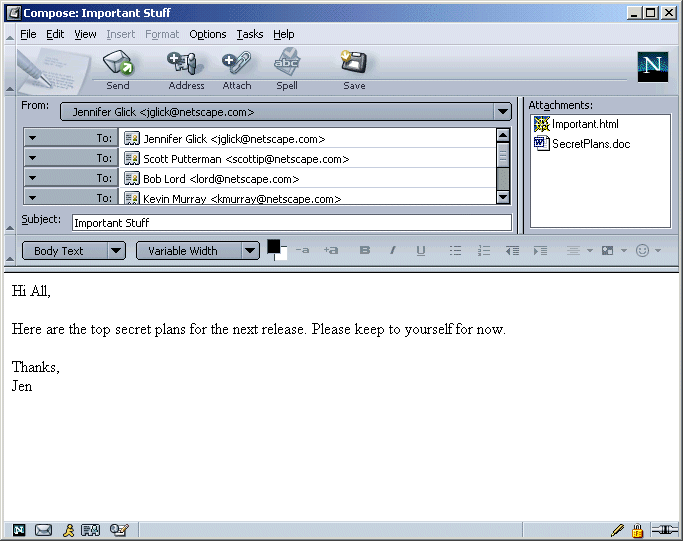 Compose: Important Stuff
File Edit View Insert Format Options Tasks Help
Send Address Attach Spell Save
abc
N
From: Jennifer Glick <jglick@netscape.com>
Attachments:
Important.html
SecretPlans.doc
To: Jennifer Glick <jglick@netscape.com>
To: Scott Putterman <scottip@netscape.com>
To: Bob Lord <lord@netscape.com>
To: Kevin Murray <kmurray@netscape.com>
Subject: Important Stuff
Body Text Variable Width -a +a B I U
Hi All,
Here are the top secret plans for the next release. Please keep to yourself for now.
Thanks,
Jen
N